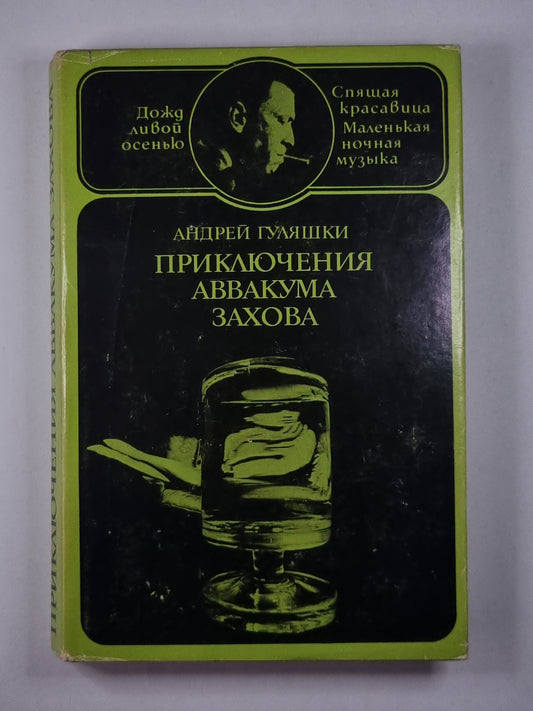 Дожд
ливой
осенью
Спящая
красавица
Маленькая
ночная
музыка
АНДРЕЙ ГУЛЯШКИ
ПРИКЛЮЧЕНИЯ
АВВАКУМА
ЗАХОВА
ПРИКЛЮЧЕНИЯ АВВАКУМА ЗАХОВА